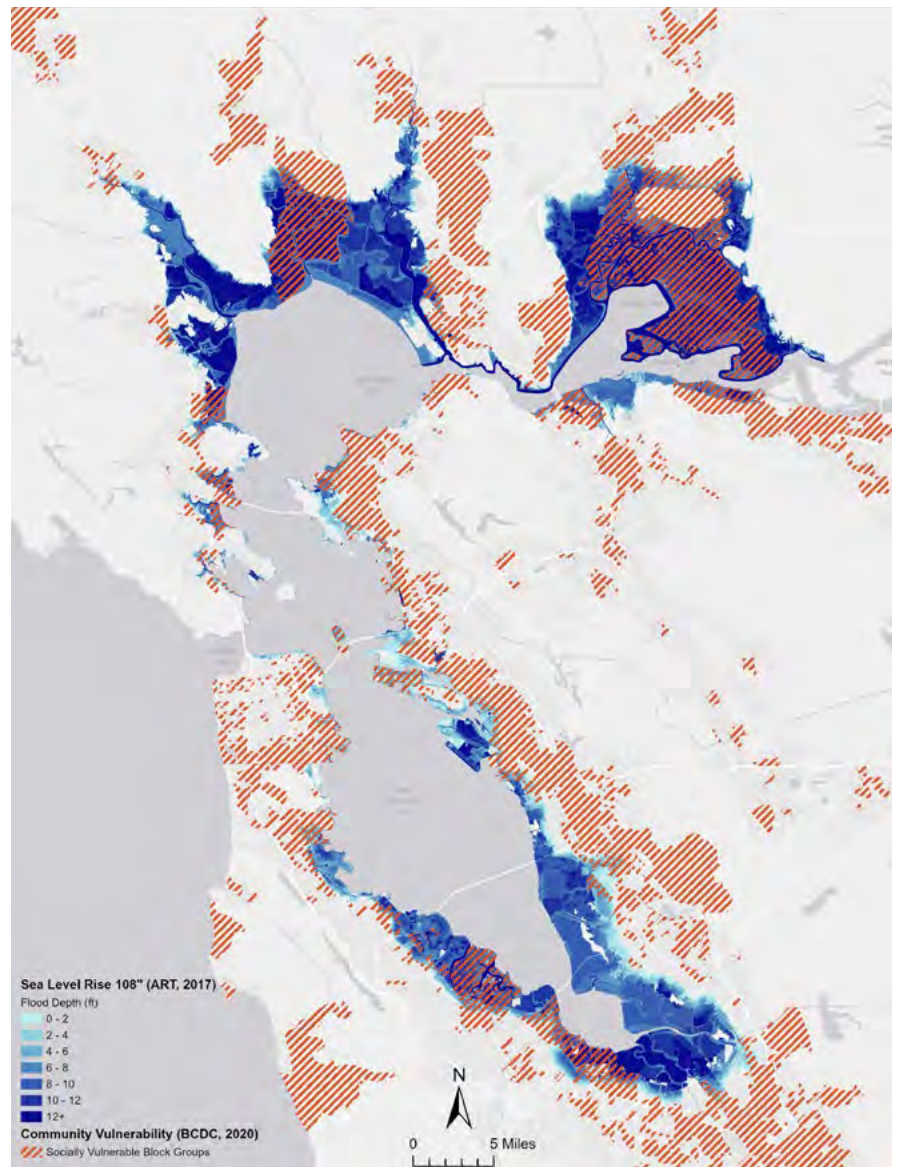 Sea Level Rise 108" (ART, 2017)
Flood Depth (ft)
0 - 2
2 - 4
4 - 6
6 - 8
8 - 10
10 - 12
12+
Community Vulnerability (BCDC, 2020)
Socially Vulnerable Block Groups
N
0 5 Miles